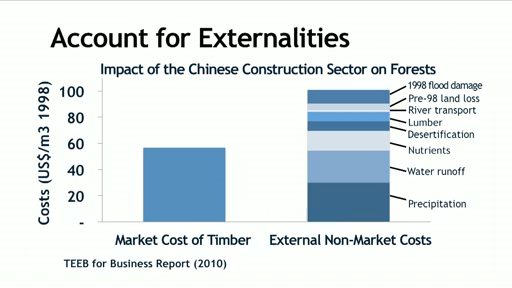 Account for Externalities
Impact of the Chinese Construction Sector on Forests
Costs (US$/m3 1998)
100
80
60
40
20
-
1998 flood damage
Pre-98 land loss
River transport
Lumber
Desertification
Nutrients
Water runoff
Precipitation
Market Cost of Timber
External Non-Market Costs
TEEB for Business Report (2010)